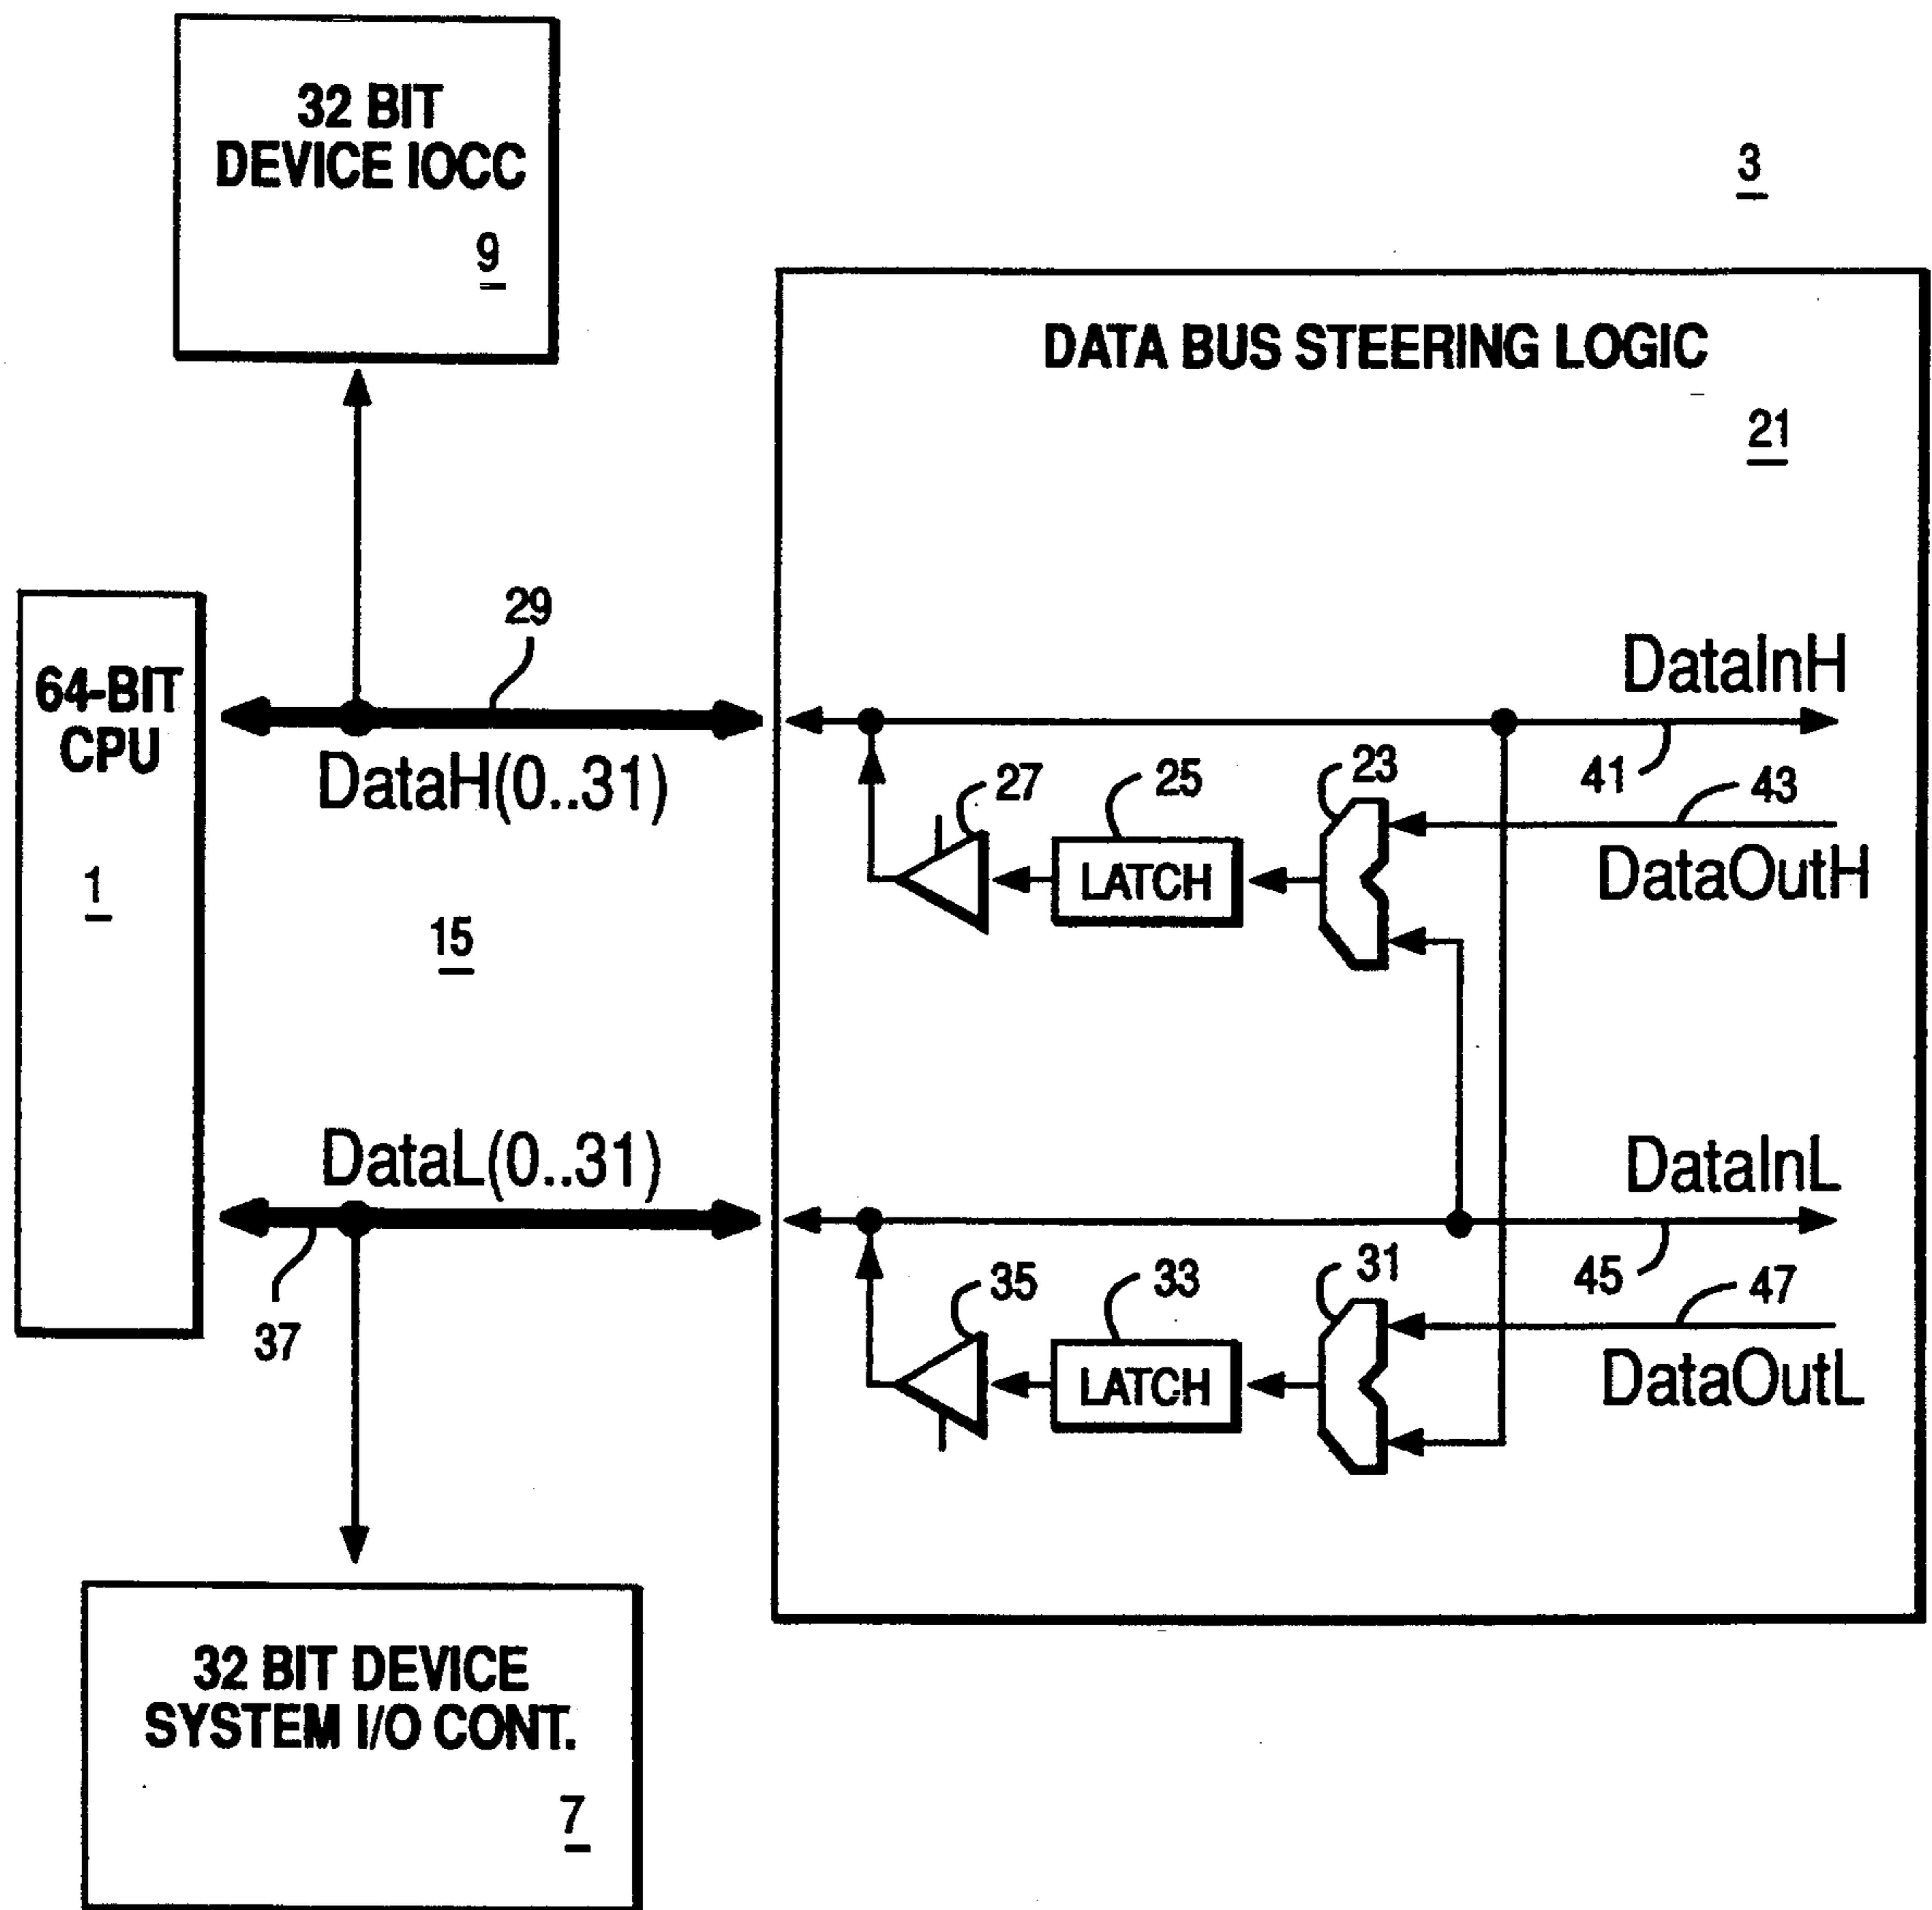 32 BIT
DEVICE IOCC
9
3
DATA BUS STEERING LOGIC
21
64-BIT
CPU
1
29
DataH(0..31)
15
DataInH
41
27
25
23
43
LATCH
DataOutH
DataL(0..31)
37
DataInL
45
35
33
31
47
LATCH
DataOutL
32 BIT DEVICE
SYSTEM I/O CONT.
7